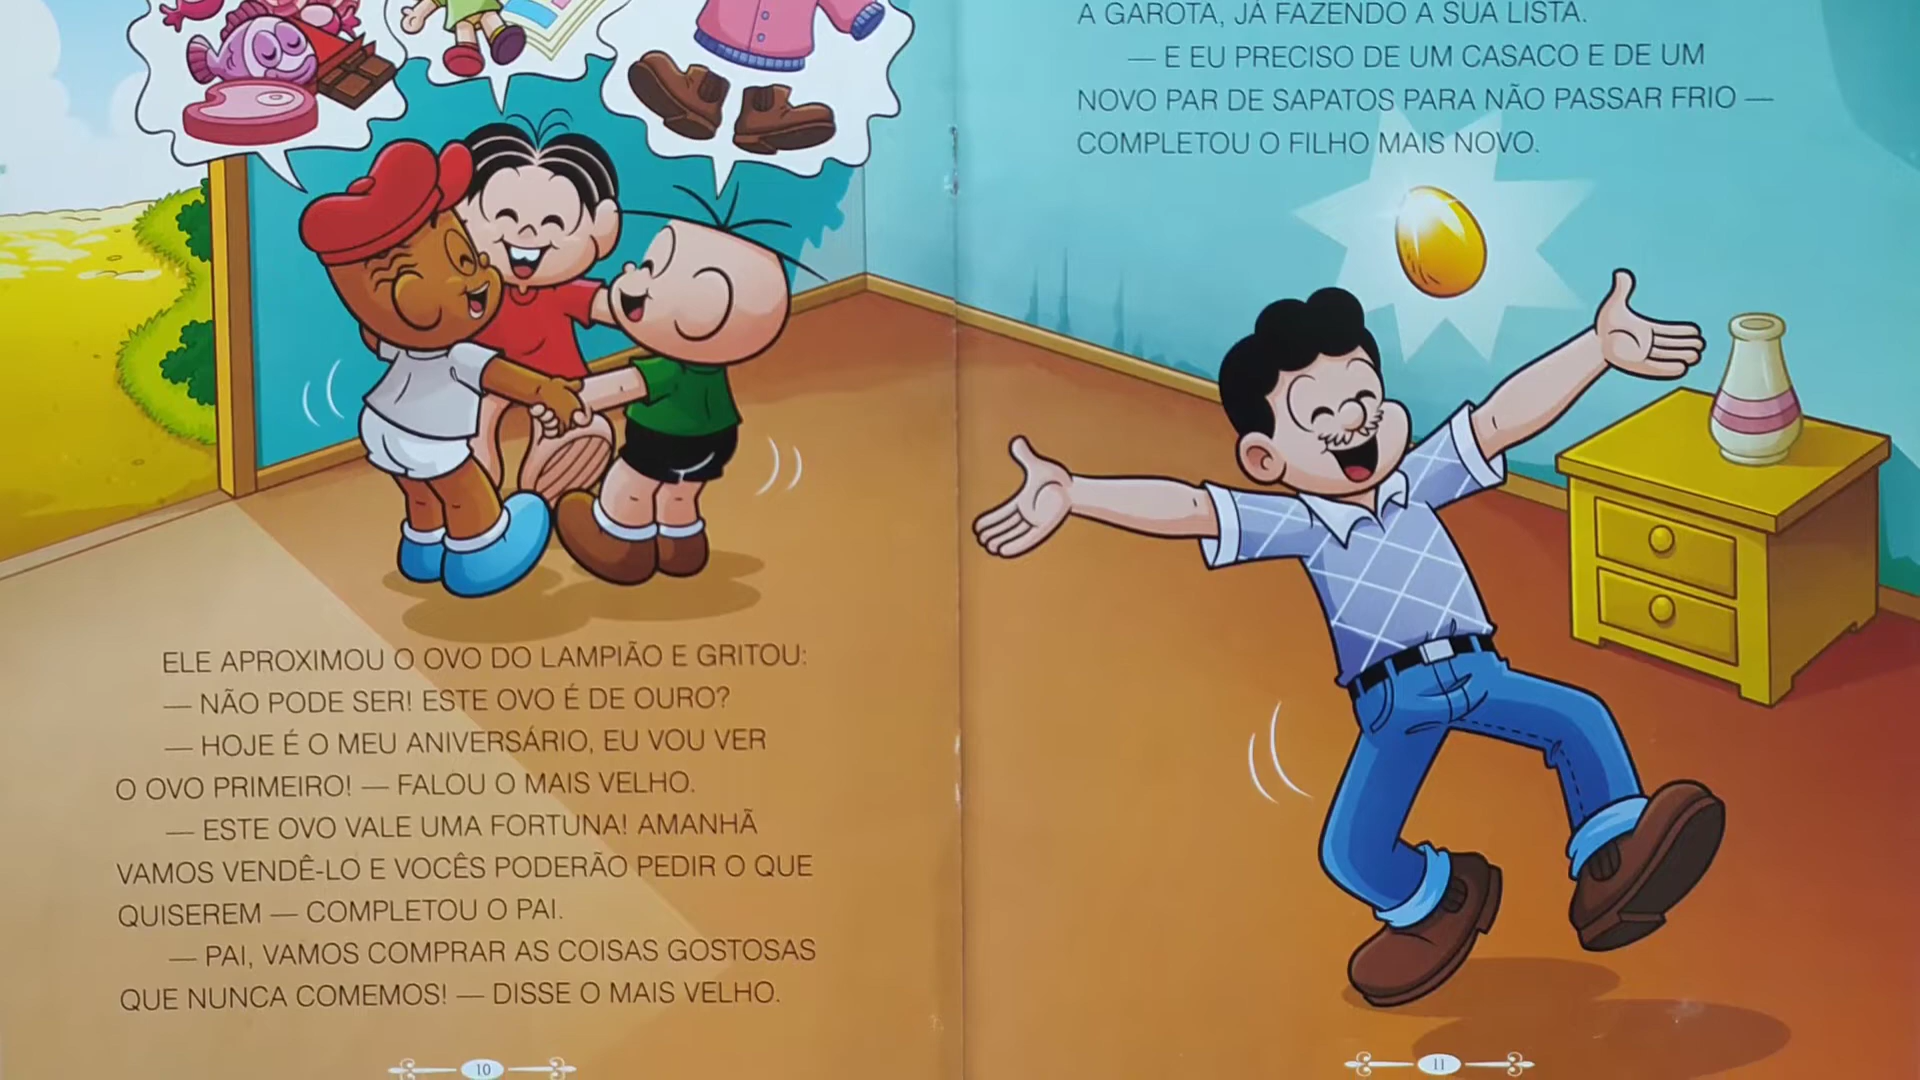 ELE APROXIMOU O OVO DO LAMPIÃO E GRITOU:
— NÃO PODE SER! ESTE OVO É DE OURO?
— HOJE É O MEU ANIVERSÁRIO, EU VOU VER
O OVO PRIMEIRO! — FALOU O MAIS VELHO.
— ESTE OVO VALE UMA FORTUNA! AMANHÃ
VAMOS VENDÊ-LO E VOCÊS PODERÃO PEDIR O QUE
QUISEREM — COMPLETOU O PAI.
— PAI, VAMOS COMPRAR AS COISAS GOSTOSAS
QUE NUNCA COMEMOS! — DISSE O MAIS VELHO.
10
A GAROTA, JÁ FAZENDO A SUA LISTA.
— E EU PRECISO DE UM CASACO E DE UM
NOVO PAR DE SAPATOS PARA NÃO PASSAR FRIO —
COMPLETOU O FILHO MAIS NOVO.
11